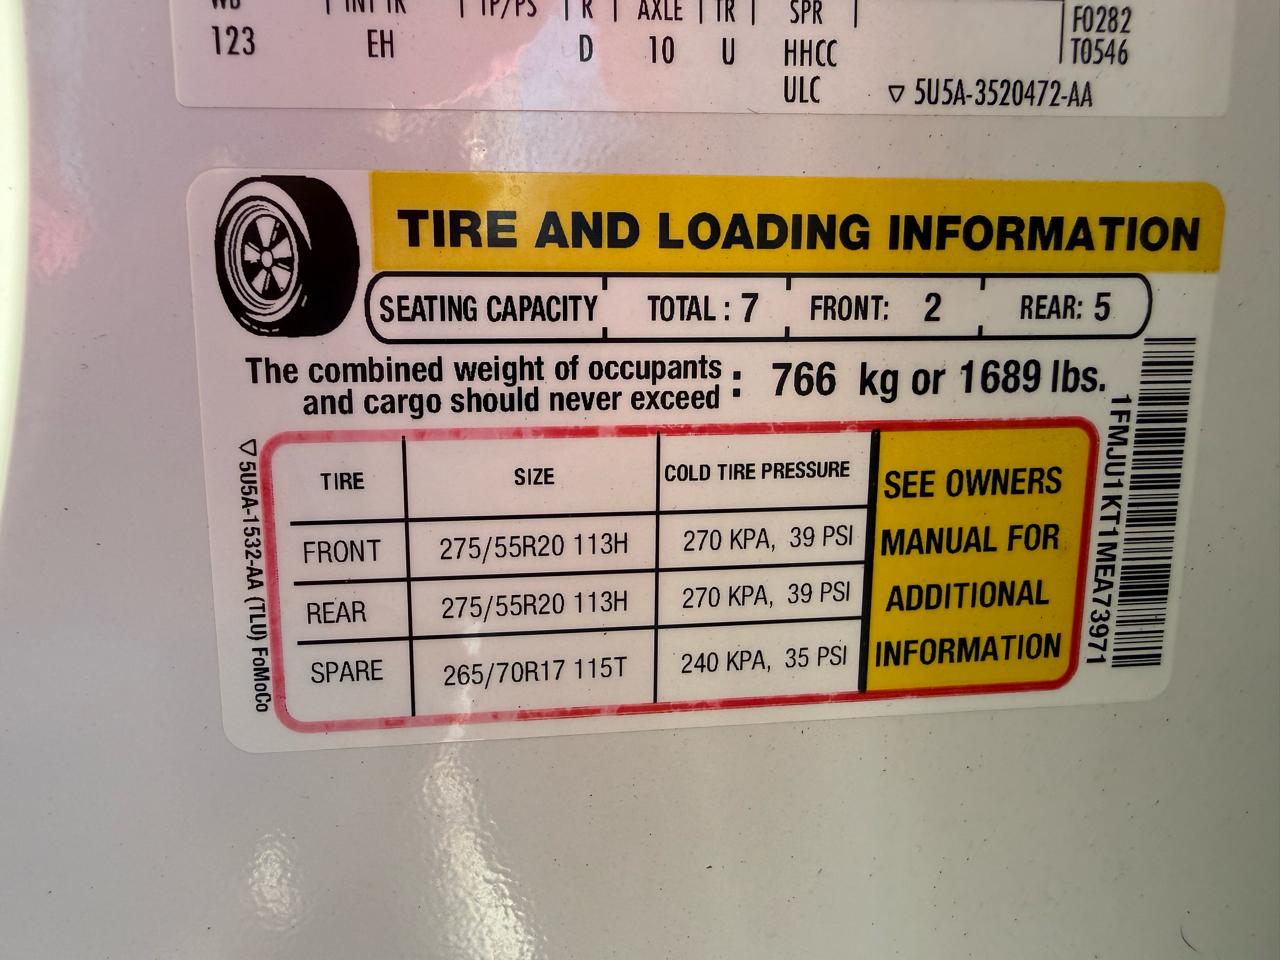 WB | INT TR | TP/PS | R | AXLE | TR | SPR |
F0282
123 EH D 10 U HHCC
T0546
ULC ▽ 5U5A-3520472-AA
TIRE AND LOADING INFORMATION
SEATING CAPACITY TOTAL : 7 FRONT: 2 REAR: 5
The combined weight of occupants
and cargo should never exceed : 766 kg or 1689 lbs.
TIRE SIZE COLD TIRE PRESSURE
FRONT 275/55R20 113H 270 KPA, 39 PSI
REAR 275/55R20 113H 270 KPA, 39 PSI
SPARE 265/70R17 115T 240 KPA, 35 PSI
SEE OWNERS
MANUAL FOR
ADDITIONAL
INFORMATION
▽ 5U5A-1532-AA (TLU) FoMoCo
1FMJU1KT1MEA73971